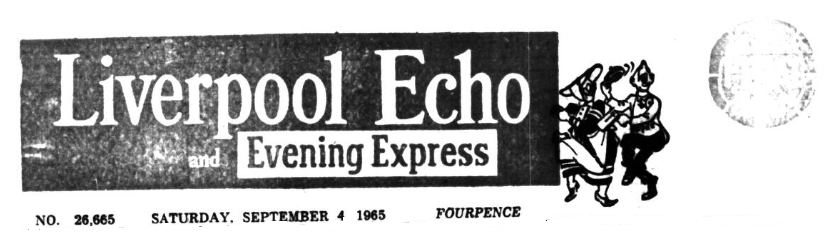 Liverpool Echo
and Evening Express
NO. 26,665 SATURDAY, SEPTEMBER 4 1965 FOURPENCE